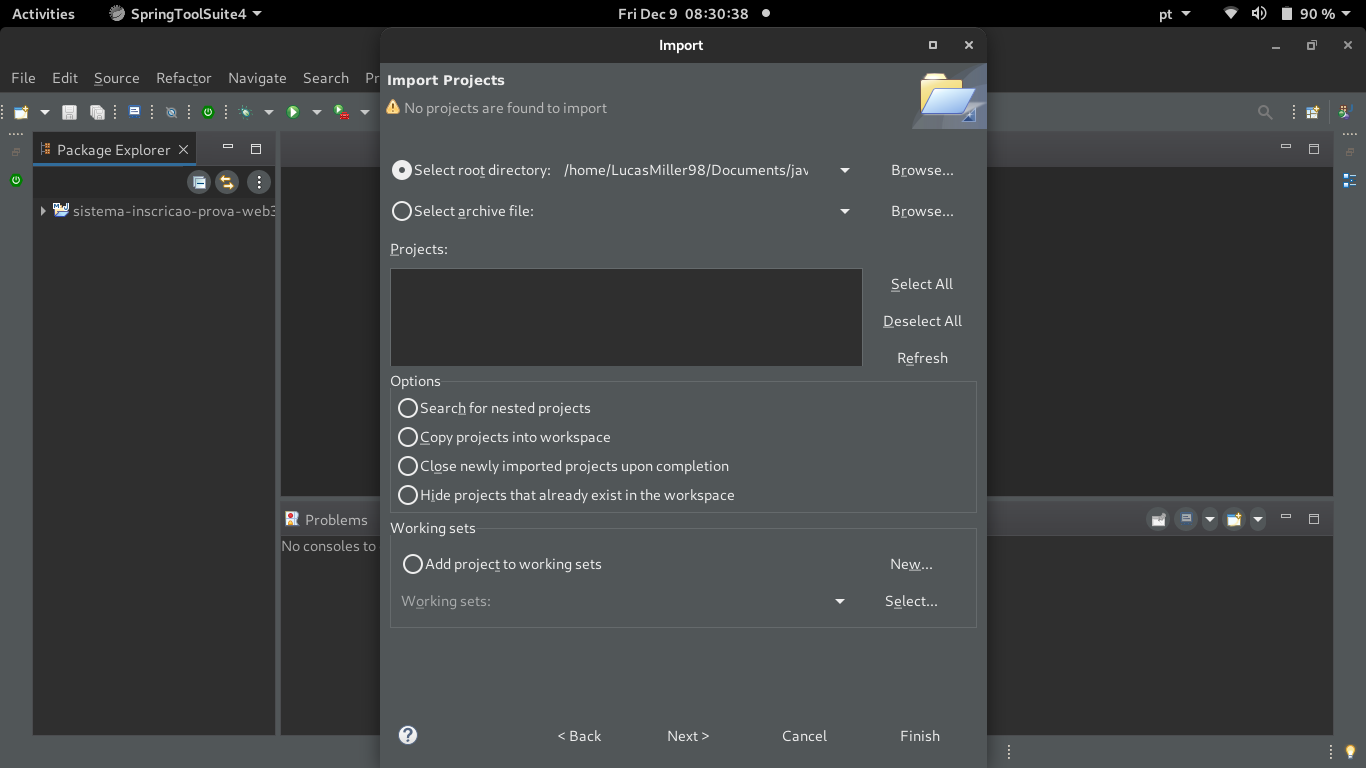 Activities SpringToolSuite4 Fri Dec 9 08:30:38 pt 90 %
Import
File Edit Source Refactor Navigate Search Pr
Import Projects
No projects are found to import
Package Explorer
sistema-inscricao-prova-web3
Select root directory: /home/LucasMiller98/Documents/jav Browse...
Select archive file: Browse...
Projects:
Select All
Deselect All
Refresh
Options
Search for nested projects
Copy projects into workspace
Close newly imported projects upon completion
Hide projects that already exist in the workspace
Problems
No consoles to
Working sets
Add project to working sets New...
Working sets: Select...
< Back Next > Cancel Finish